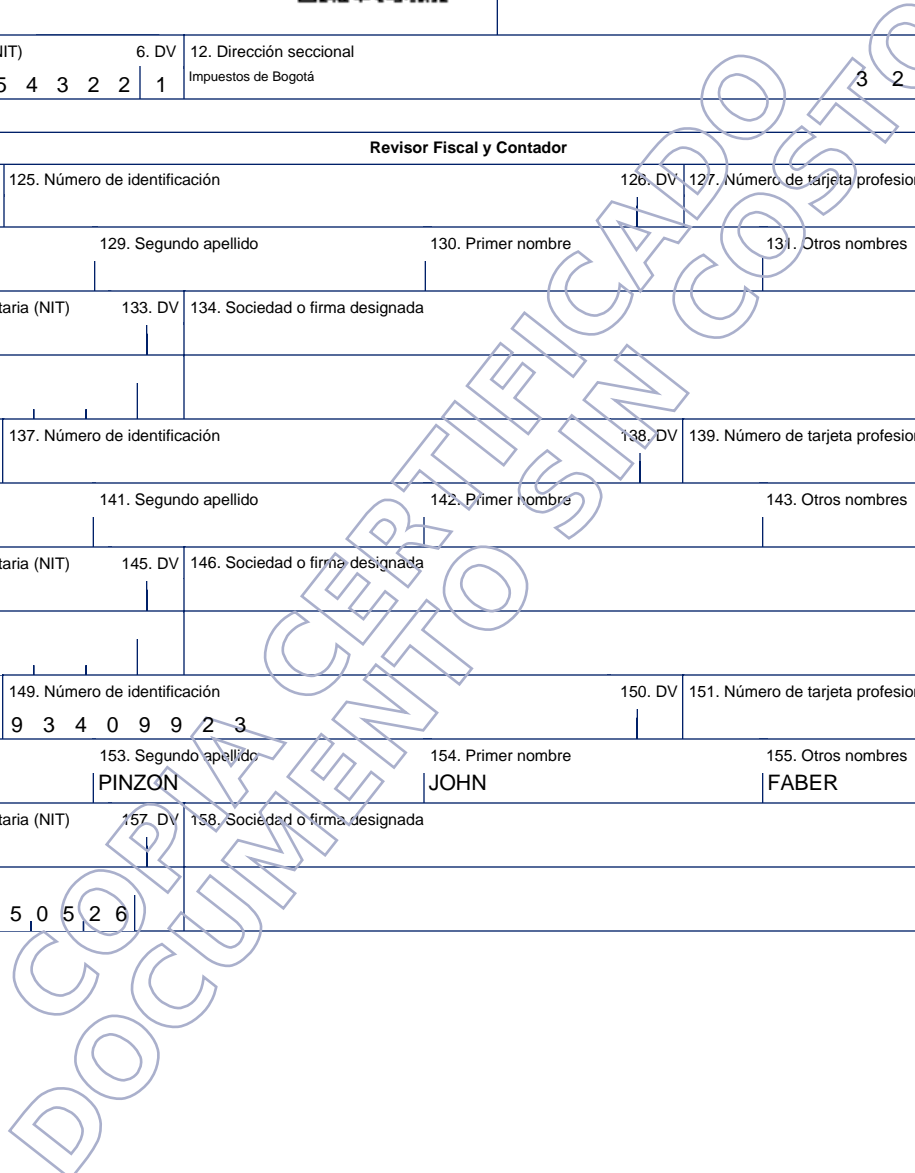 NIT) 6. DV 12. Dirección seccional
5 4 3 2 2 1 Impuestos de Bogotá 3 2
Revisor Fiscal y Contador
125. Número de identificación 126. DV 127. Número de tarjeta profesion
129. Segundo apellido 130. Primer nombre 131. Otros nombres
taria (NIT) 133. DV 134. Sociedad o firma designada
137. Número de identificación 138. DV 139. Número de tarjeta profesion
141. Segundo apellido 142. Primer nombre 143. Otros nombres
taria (NIT) 145. DV 146. Sociedad o firma designada
149. Número de identificación 150. DV 151. Número de tarjeta profesion
9 3 4 0 9 9 2 3
153. Segundo apellido 154. Primer nombre 155. Otros nombres
PINZON JOHN FABER
taria (NIT) 157. DV 158. Sociedad o firma designada
5 0 5 2 6
COPIA CERTIFICADO
DOCUMENTO SIN COSTO